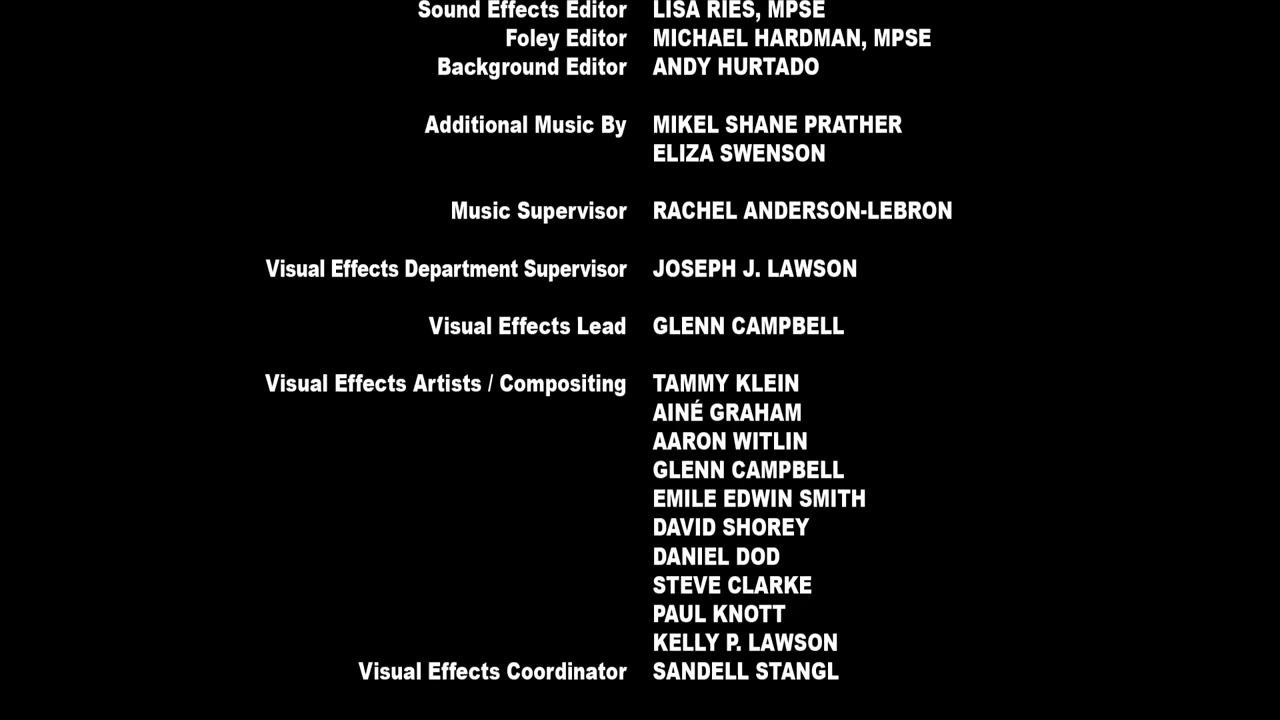 Sound Effects Editor LISA RIES, MPSE
Foley Editor MICHAEL HARDMAN, MPSE
Background Editor ANDY HURTADO
Additional Music By MIKEL SHANE PRATHER
ELIZA SWENSON
Music Supervisor RACHEL ANDERSON-LEBRON
Visual Effects Department Supervisor JOSEPH J. LAWSON
Visual Effects Lead GLENN CAMPBELL
Visual Effects Artists / Compositing TAMMY KLEIN
AINÉ GRAHAM
AARON WITLIN
GLENN CAMPBELL
EMILE EDWIN SMITH
DAVID SHOREY
DANIEL DOD
STEVE CLARKE
PAUL KNOTT
KELLY P. LAWSON
Visual Effects Coordinator SANDELL STANGL